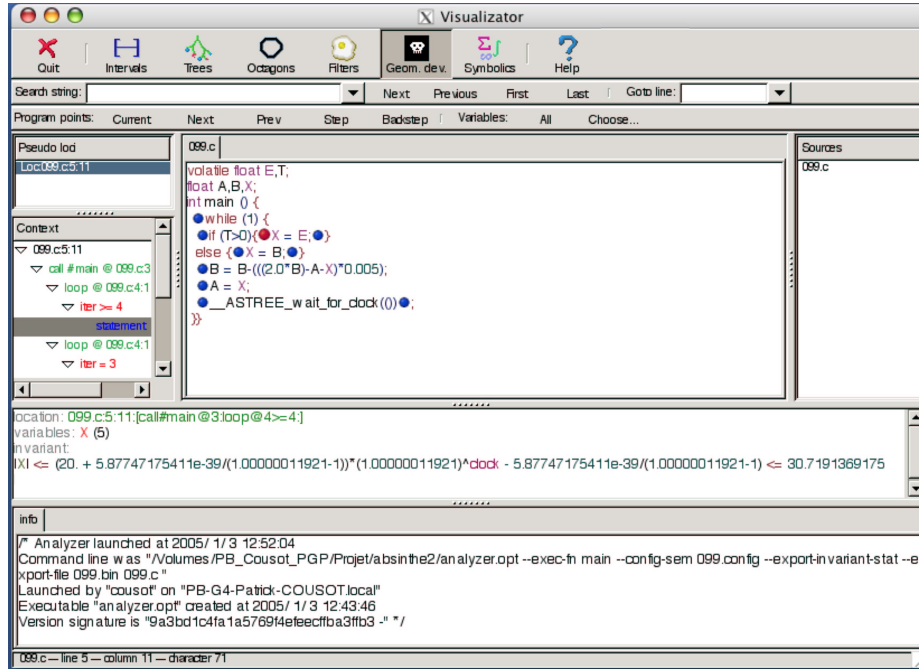 Visualizator
Quit Intervals Trees Octagons Filters Geom. dev. Symbolics Help
Search string: Next Previous First Last Goto line:
Program points: Current Next Prev Step Backstep Variables: All Choose...
Pseudo loci
Loc:099.c:5:11
Context
099.c:5:11
call #main @ 099.c:3
loop @ 099.c:4:1
iter >= 4
statement
loop @ 099.c:4:1
iter = 3
099.c
volatile float E,T;
float A,B,X;
int main () {
while (1) {
if (T>0){X = E;}
else {X = B;}
B = B-(((2.0*B)-A-X)*0.005);
A = X;
__ASTREE_wait_for_clock(());
}}
Sources
099.c
location: 099.c:5:11:[call#main@3:loop@4>=4:]
variables: X (5)
invariant:
|X| <= (20. + 5.87747175411e-39/(1.00000011921-1))*(1.00000011921)^clock - 5.87747175411e-39/(1.00000011921-1) <= 30.7191369175
info
/* Analyzer launched at 2005/ 1/ 3 12:52:04
Command line was "/Volumes/PB_Cousot_PGP/Projet/absinthe2/analyzer.opt --exec-fn main --config-sem 099.config --export-invariant-stat --e
xport-file 099.bin 099.c "
Launched by "cousot" on "PB-G4-Patrick-COUSOT.local"
Executable "analyzer.opt" created at 2005/ 1/ 3 12:43:46
Version signature is "9a3bd1c4fa1a5769f4efeecffba3ffb3 -" */
099.c — line 5 — column 11 — character 71